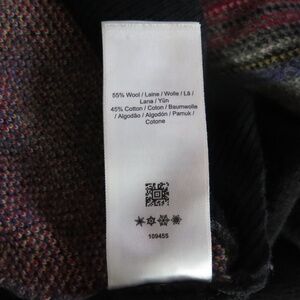 55% Wool / Laine / Wolle / Lã /
Lana / Yün
45% Cotton / Coton / Baumwolle
/ Algodão / Algodón / Pamuk /
Cotone
109455